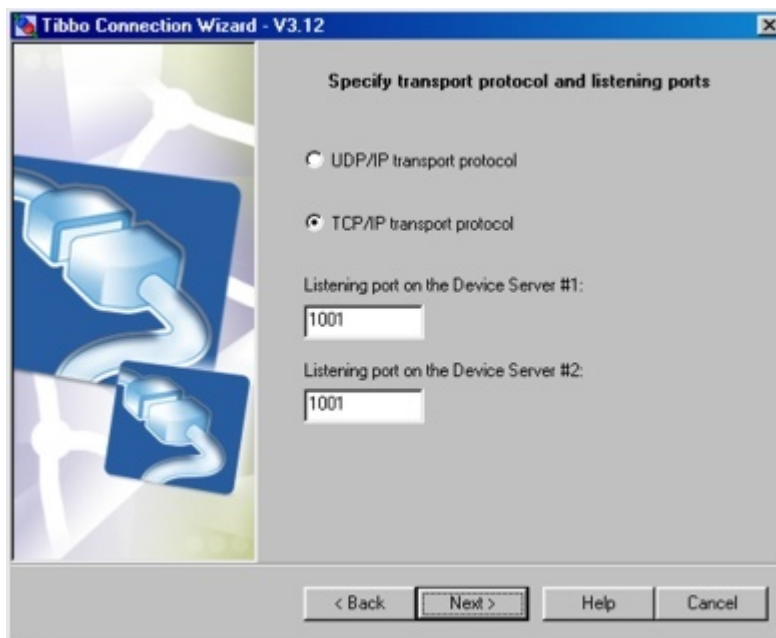 Tibbo Connection Wizard - V3.12
Specify transport protocol and listening ports
UDP/IP transport protocol
TCP/IP transport protocol
Listening port on the Device Server #1:
1001
Listening port on the Device Server #2:
1001
< Back Next > Help Cancel